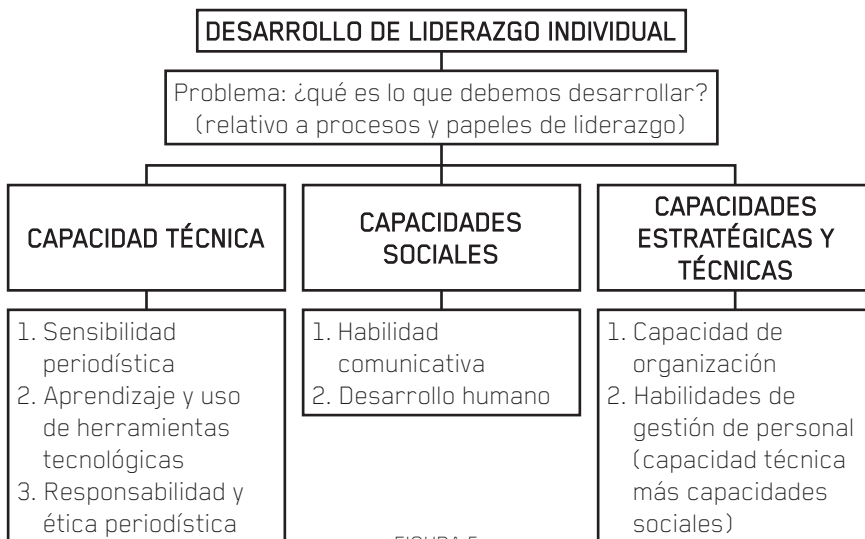 DESARROLLO DE LIDERAZGO INDIVIDUAL
Problema: ¿qué es lo que debemos desarrollar?
(relativo a procesos y papeles de liderazgo)
CAPACIDAD TÉCNICA
1. Sensibilidad
periodística
2. Aprendizaje y uso
de herramientas
tecnológicas
3. Responsabilidad y
ética periodística
CAPACIDADES
SOCIALES
1. Habilidad
comunicativa
2. Desarrollo humano
CAPACIDADES
ESTRATÉGICAS Y
TÉCNICAS
1. Capacidad de
organización
2. Habilidades de
gestión de personal
(capacidad técnica
más capacidades
sociales)
FIGURA 5